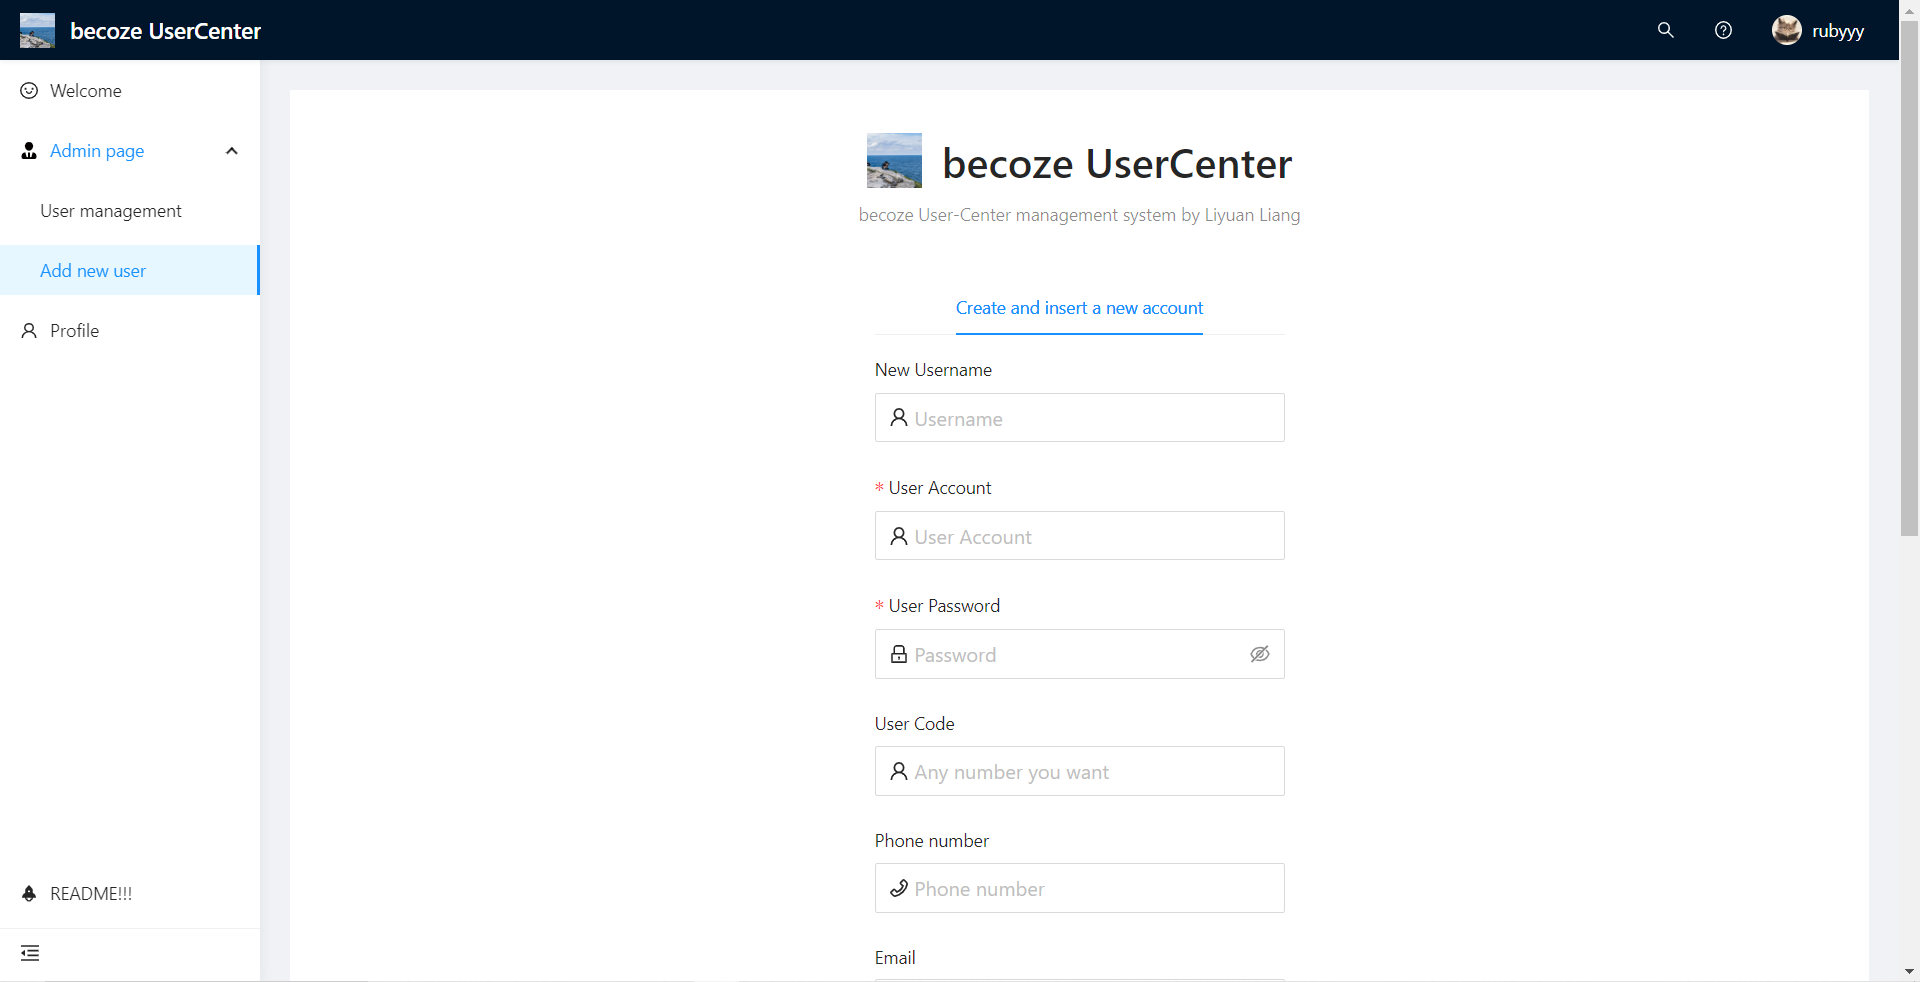 becoze UserCenter
rubyyy
Welcome
Admin page
User management
Add new user
Profile
README!!!
becoze UserCenter
becoze User-Center management system by Liyuan Liang
Create and insert a new account
New Username
Username
* User Account
User Account
* User Password
Password
User Code
Any number you want
Phone number
Phone number
Email